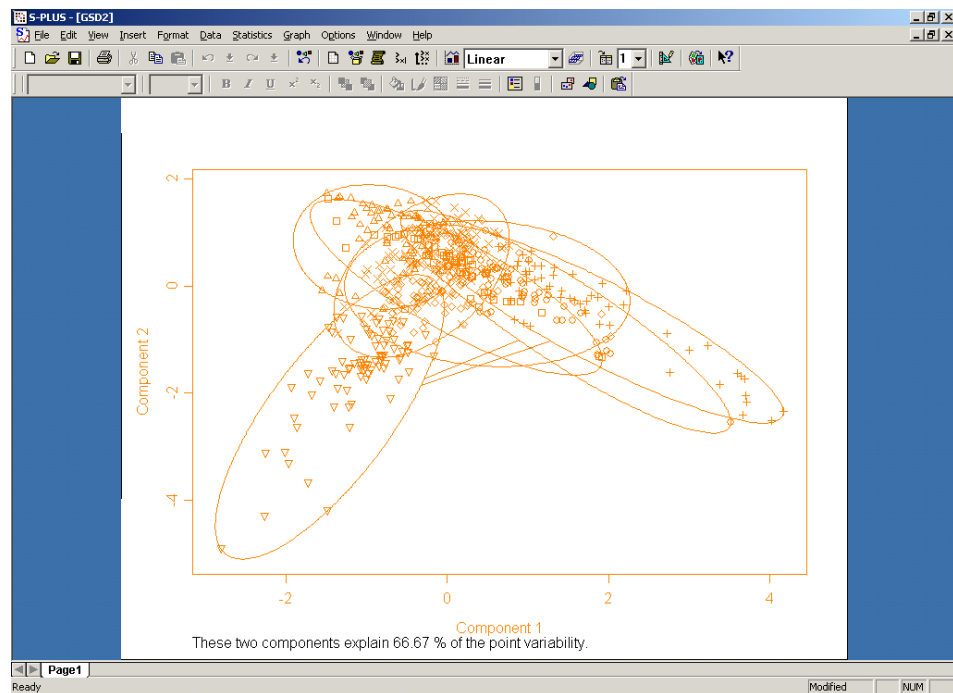 S-PLUS - [GSD2]
File Edit View Insert Format Data Statistics Graph Options Window Help
Linear 1
B I U x² x₂
2
0
-2
-4
Component 2
-2 0 2 4
Component 1
These two components explain 66.67 % of the point variability.
Page1
Ready Modified NUM